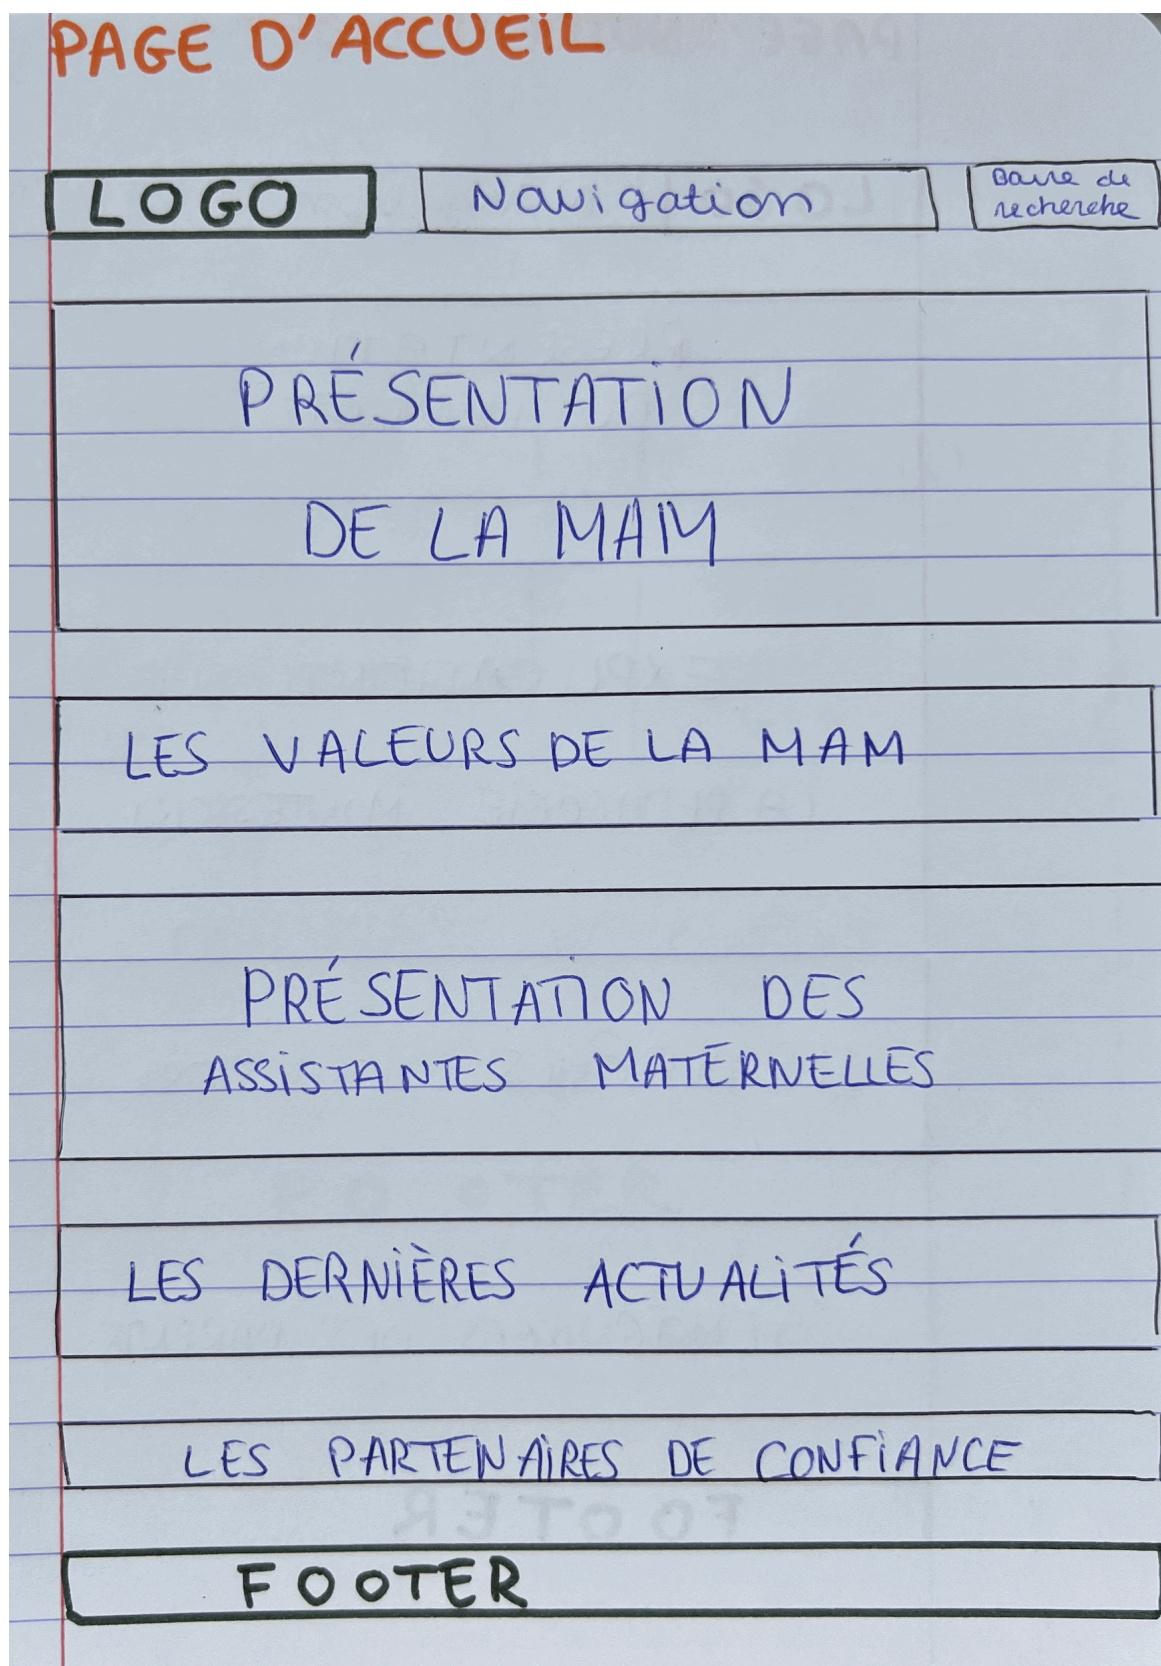 PAGE D'ACCUEIL
LOGO
Navigation
Barre de
recherche
PRÉSENTATION
DE LA MAM
LES VALEURS DE LA MAM
PRÉSENTATION DES
ASSISTANTES MATERNELLES
LES DERNIÈRES ACTUALITÉS
LES PARTENAIRES DE CONFIANCE
FOOTER